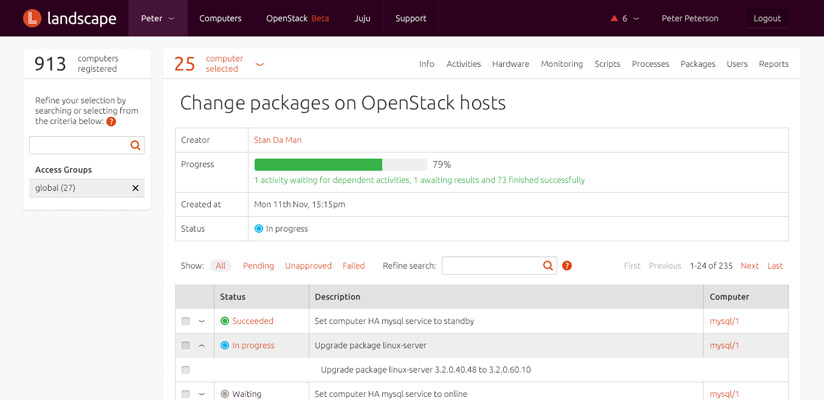 landscape
Peter
Computers
OpenStack Beta
Juju
Support
6
Peter Peterson
Logout
913 computers registered
Refine your selection by
searching or selecting from
the criteria below: ?
Access Groups
global (27)
25 computer selected
Info Activities Hardware Monitoring Scripts Processes Packages Users Reports
Change packages on OpenStack hosts
Creator Stan Da Man
Progress 79%
1 activity waiting for dependent activities, 1 awaiting results and 73 finished successfully
Created at Mon 11th Nov, 15:15pm
Status In progress
Show: All Pending Unapproved Failed Refine search: ? First Previous 1-24 of 235 Next Last
Status Description Computer
Succeeded Set computer HA mysql service to standby mysql/1
In progress Upgrade package linux-server mysql/1
Upgrade package linux-server 3.2.0.40.48 to 3.2.0.60.10
Waiting Set computer HA mysql service to online mysql/1